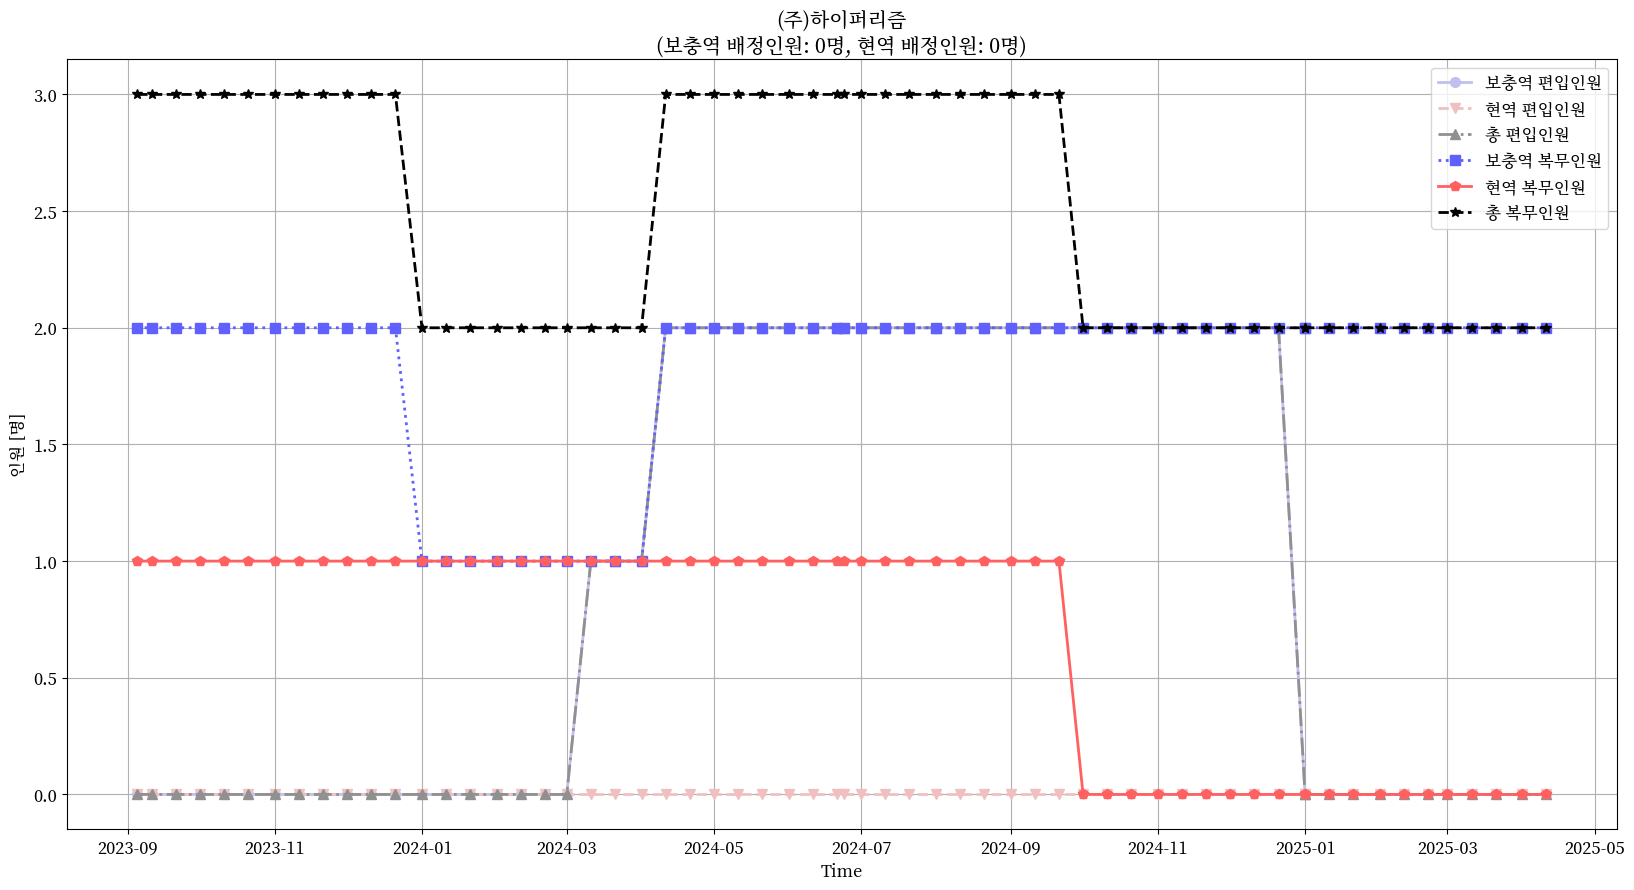 (주)하이퍼리즘
(보충역 배정인원: 0명, 현역 배정인원: 0명)
보충역 편입인원
현역 편입인원
총 편입인원
보충역 복무인원
현역 복무인원
총 복무인원
인원 [명]
3.0
2.5
2.0
1.5
1.0
0.5
0.0
2023-09
2023-11
2024-01
2024-03
2024-05
2024-07
2024-09
2024-11
2025-01
2025-03
2025-05
Time